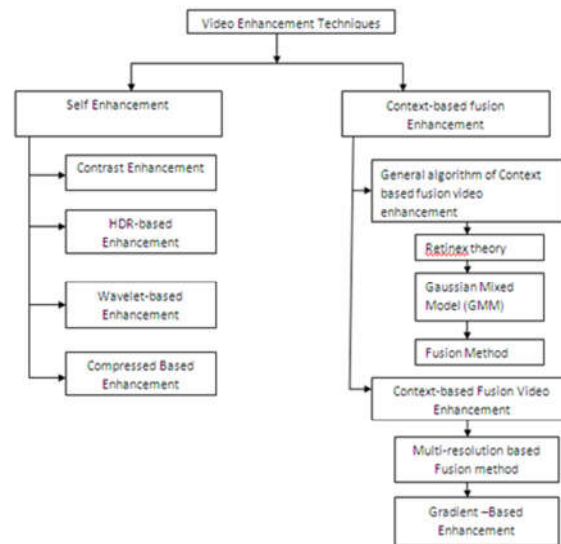 Video Enhancement Techniques
Self Enhancement
Context-based fusion
Enhancement
Contrast Enhancement
HDR-based
Enhancement
Wavelet-based
Enhancement
Compressed Based
Enhancement
General algorithm of Context
based fusion video
enhancement
Retinex theory
Gaussian Mixed
Model (GMM)
Fusion Method
Context-based Fusion Video
Enhancement
Multi-resolution based
Fusion method
Gradient –Based
Enhancement